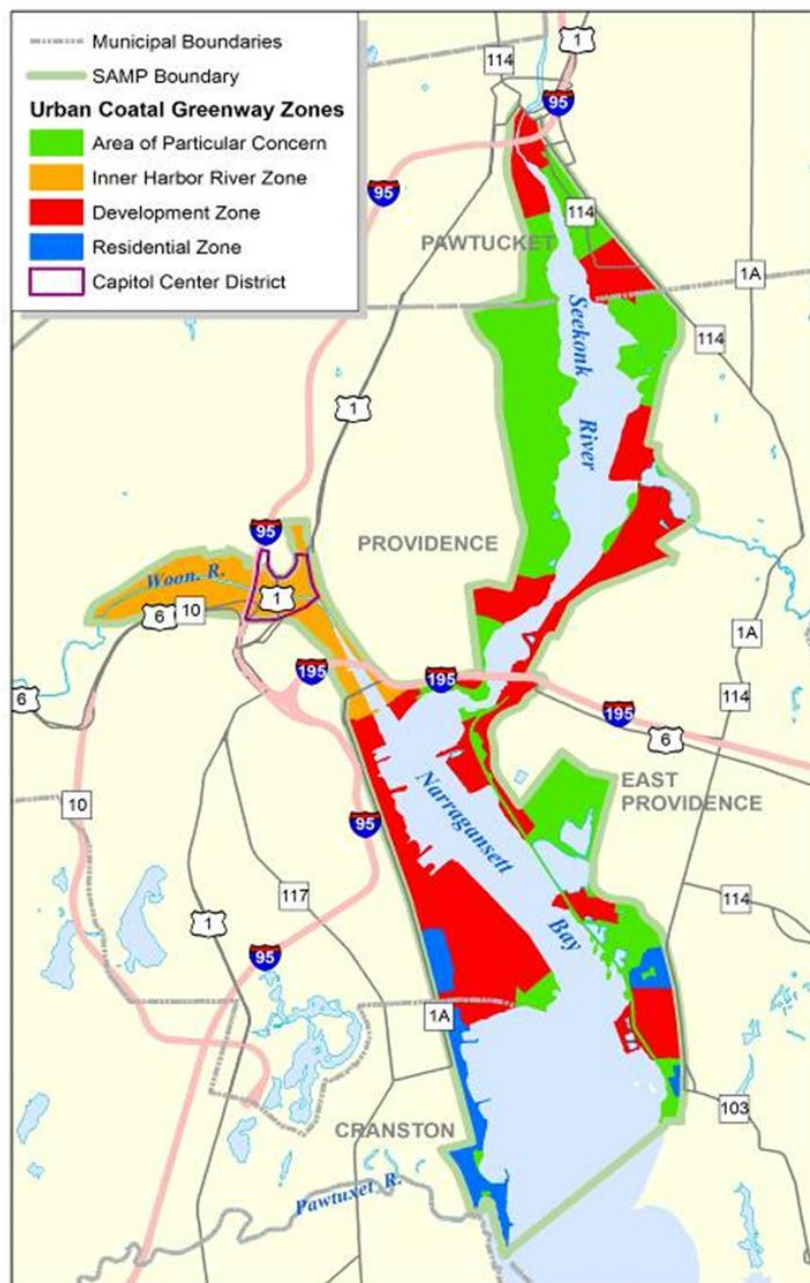 Municipal Boundaries
SAMP Boundary
Urban Coatal Greenway Zones
Area of Particular Concern
Inner Harbor River Zone
Development Zone
Residential Zone
Capitol Center District
1
114
95
95
114
PAWTUCKET
1A
Seekonk
River
114
1
95
PROVIDENCE
Woon. R.
1
10
6
1A
195
195
114
6
195
6
EAST
PROVIDENCE
Narragansett
Bay
10
95
117
114
1
95
1A
103
CRANSTON
Pawtuxet R.